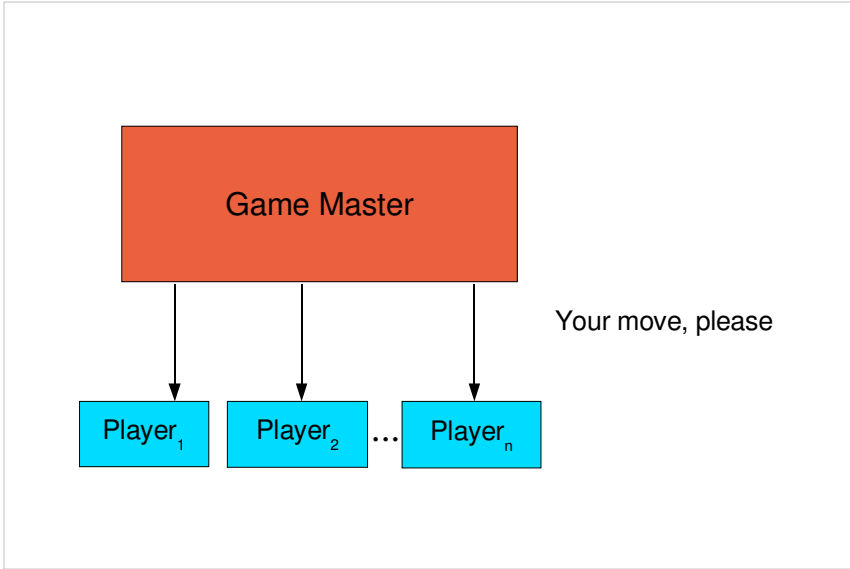 Game Master
Your move, please
Player₁ Player₂ ... Playerₙ